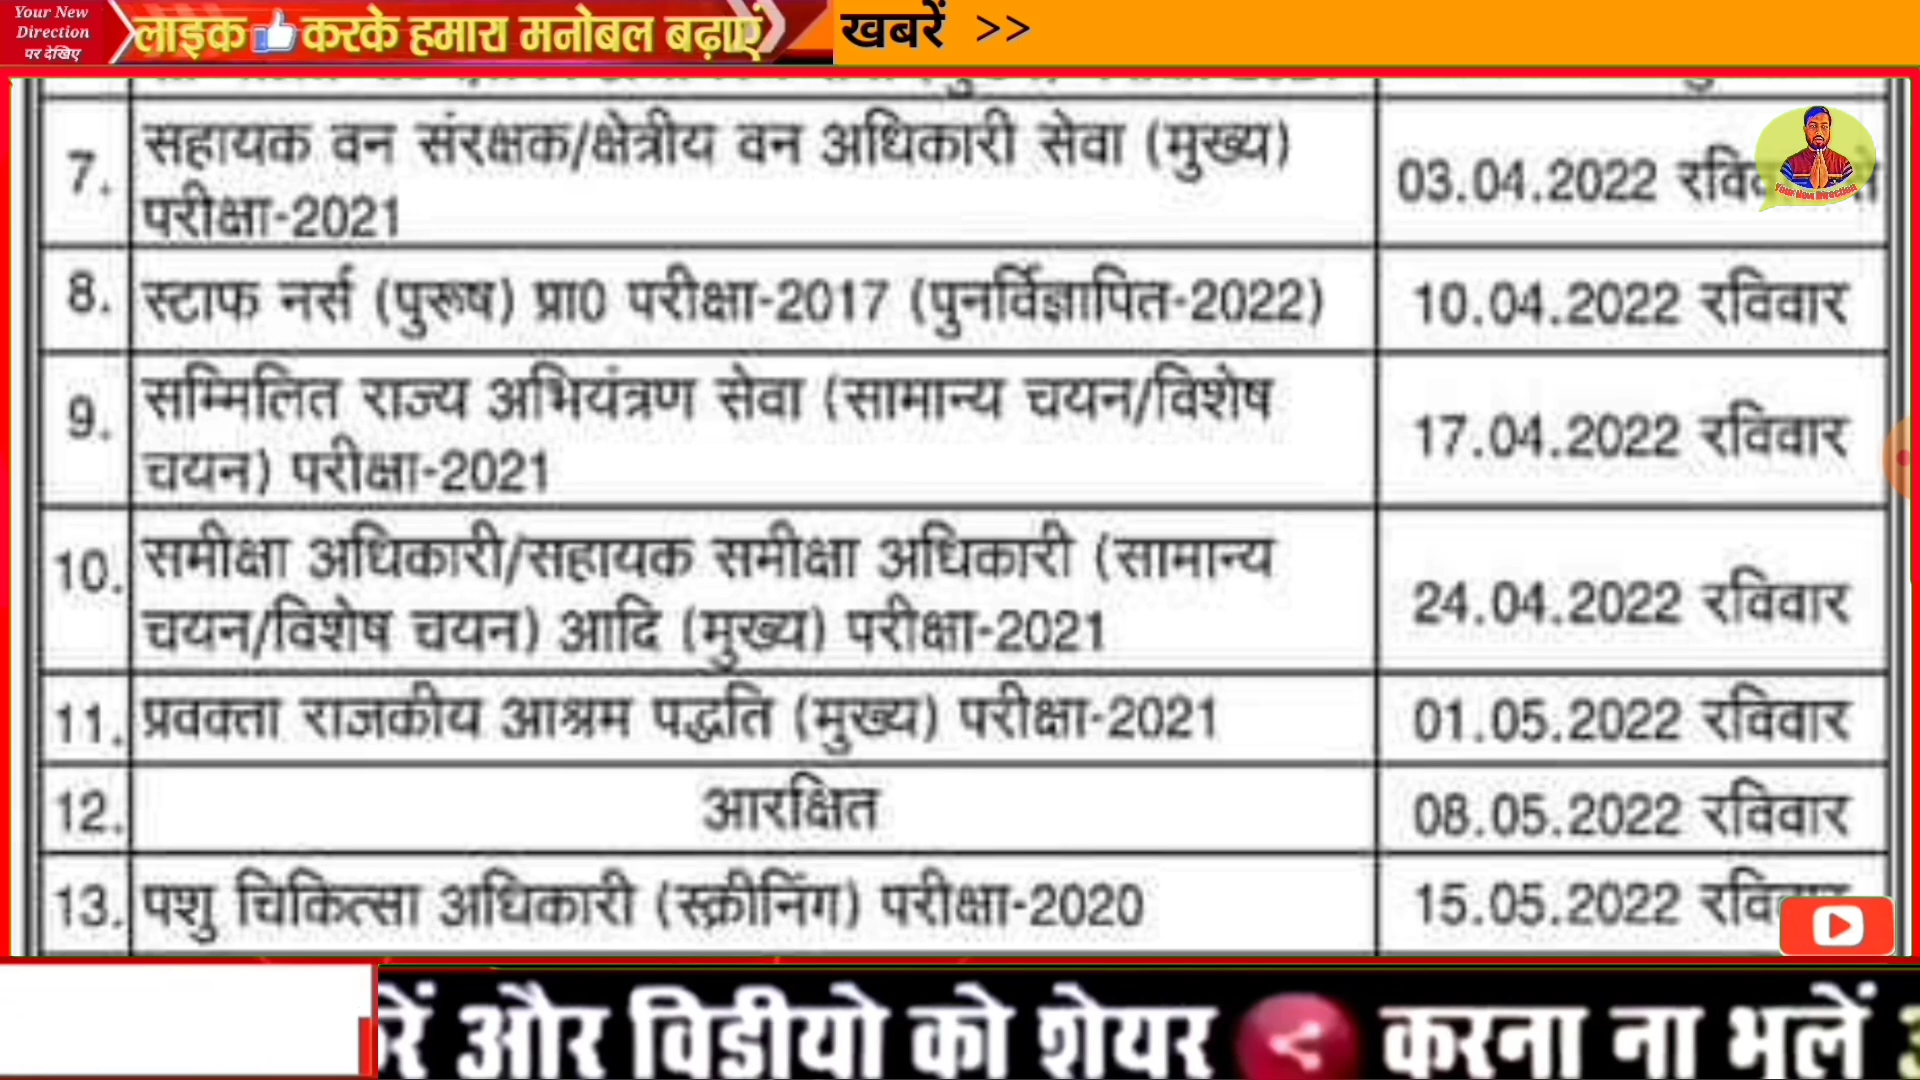 Your New
Direction
पर देखिए
लाइक करके हमारा मनोबल बढ़ाएं
खबरें >>
7. सहायक वन संरक्षक/क्षेत्रीय वन अधिकारी सेवा (मुख्य)
परीक्षा-2021
03.04.2022
Your New Direction
8. स्टाफ नर्स (पुरूष) प्रा0 परीक्षा-2017 (पुनर्विज्ञापित-2022) 10.04.2022 रविवार
9. सम्मिलित राज्य अभियंत्रण सेवा (सामान्य चयन/विशेष
चयन) परीक्षा-2021
17.04.2022 रविवार
10. समीक्षा अधिकारी/सहायक समीक्षा अधिकारी (सामान्य
चयन/विशेष चयन) आदि (मुख्य) परीक्षा-2021
24.04.2022 रविवार
11. प्रवक्ता राजकीय आश्रम पद्धति (मुख्य) परीक्षा-2021 01.05.2022 रविवार
12. आरक्षित 08.05.2022 रविवार
13. पशु चिकित्सा अधिकारी (स्क्रीनिंग) परीक्षा-2020 15.05.2022 रविवार
और विडीयो को शेयर करना ना भूलें